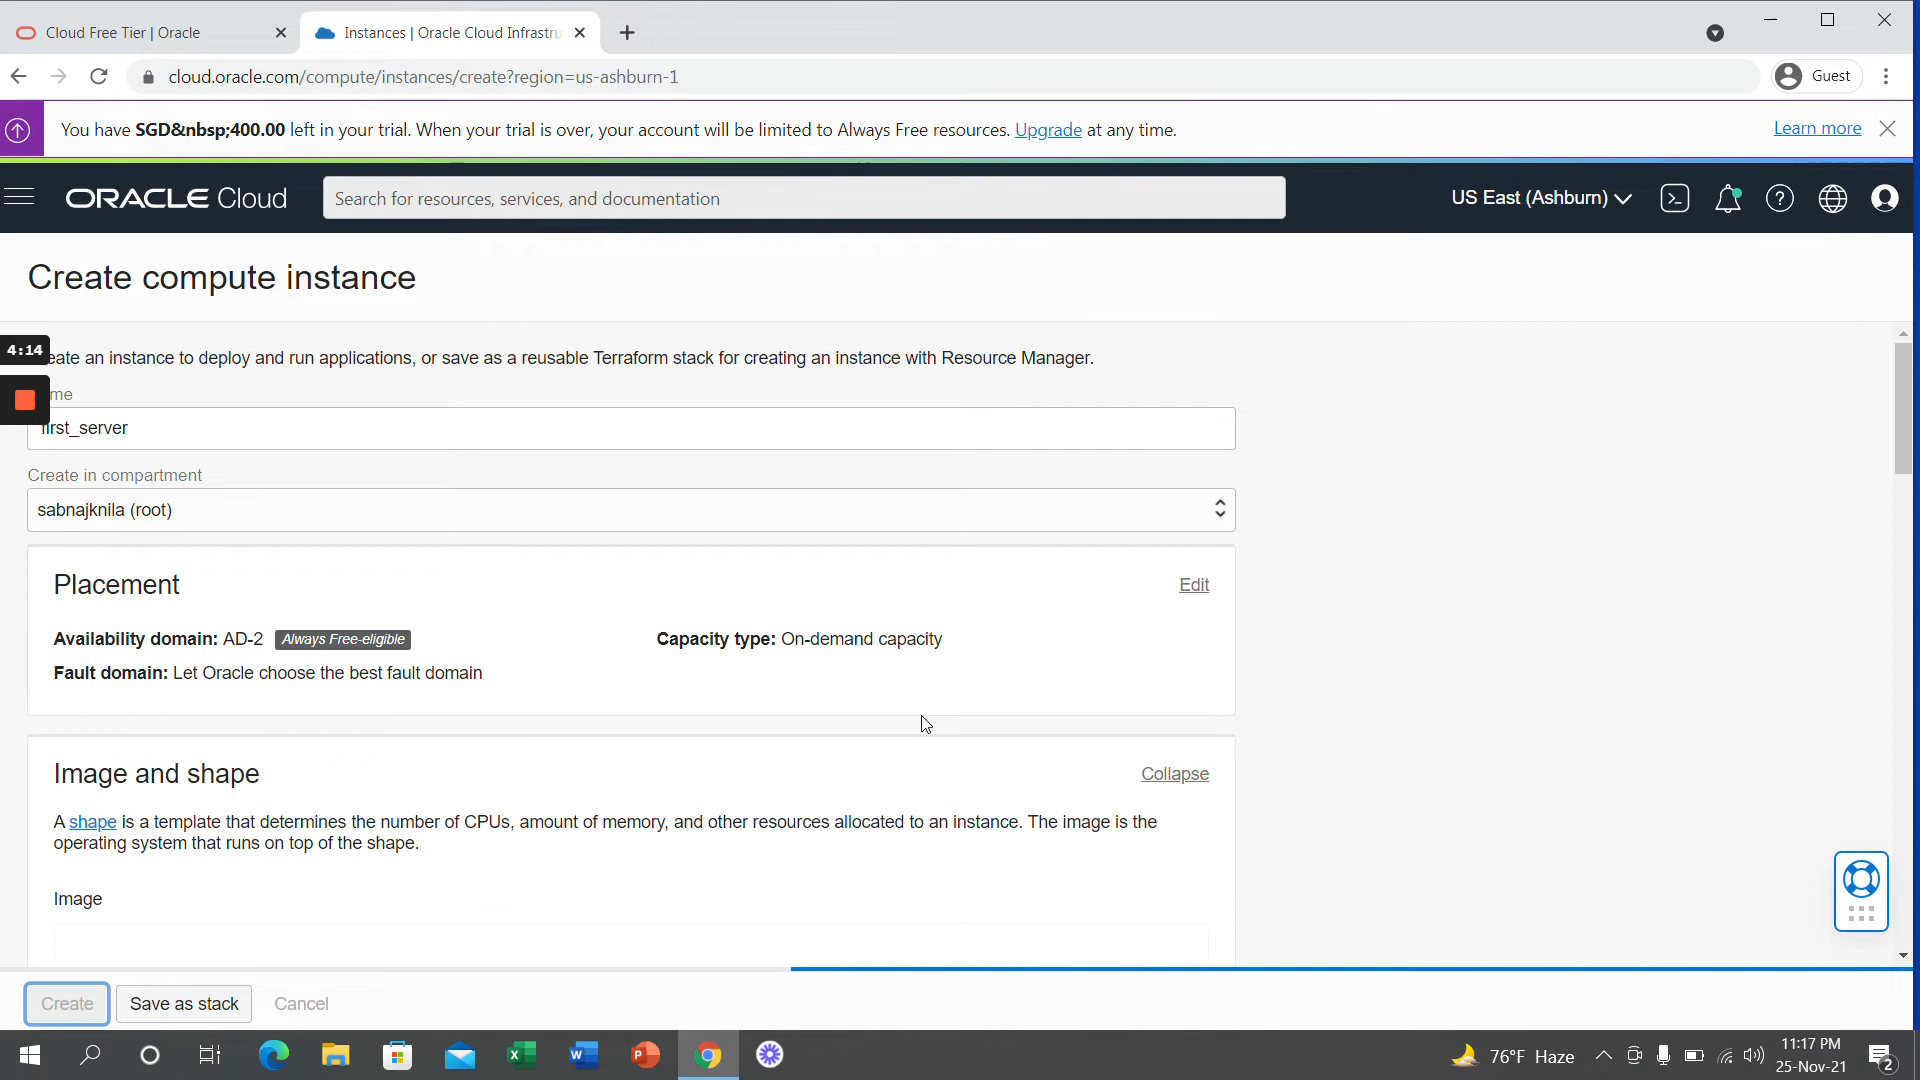 Cloud Free Tier | Oracle
Instances | Oracle Cloud Infrastru
cloud.oracle.com/compute/instances/create?region=us-ashburn-1
Guest
You have SGD&nbsp;400.00 left in your trial. When your trial is over, your account will be limited to Always Free resources. Upgrade at any time.
Learn more
ORACLE Cloud
Search for resources, services, and documentation
US East (Ashburn)
Create compute instance
4:14
eate an instance to deploy and run applications, or save as a reusable Terraform stack for creating an instance with Resource Manager.
me
first_server
Create in compartment
sabnajknila (root)
Placement
Edit
Availability domain: AD-2 Always Free-eligible
Capacity type: On-demand capacity
Fault domain: Let Oracle choose the best fault domain
Image and shape
Collapse
A shape is a template that determines the number of CPUs, amount of memory, and other resources allocated to an instance. The image is the
operating system that runs on top of the shape.
Image
Create
Save as stack
Cancel
76°F Haze
11:17 PM
25-Nov-21
2